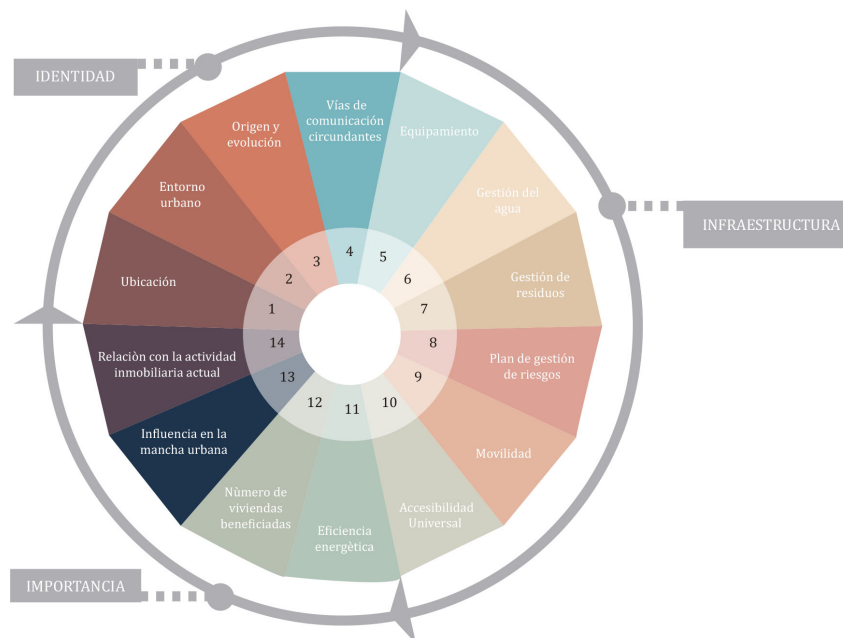 IDENTIDAD
INFRAESTRUCTURA
IMPORTANCIA
Ubicación
1
Entorno
urbano
2
Origen y
evolución
3
Vías de
comunicación
circundantes
4
Equipamiento
5
Gestión del
agua
6
Gestión de
residuos
7
Plan de gestión
de riesgos
8
Movilidad
9
Accesibilidad
Universal
10
Eficiencia
energètica
11
Nùmero de
viviendas
beneficiadas
12
Influencia en la
mancha urbana
13
Relaciòn con la actividad
inmobiliaria actual
14